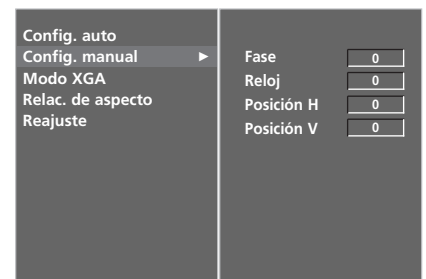 Config. auto
Config. manual ►
Modo XGA
Relac. de aspecto
Reajuste
Fase 0
Reloj 0
Posición H 0
Posición V 0